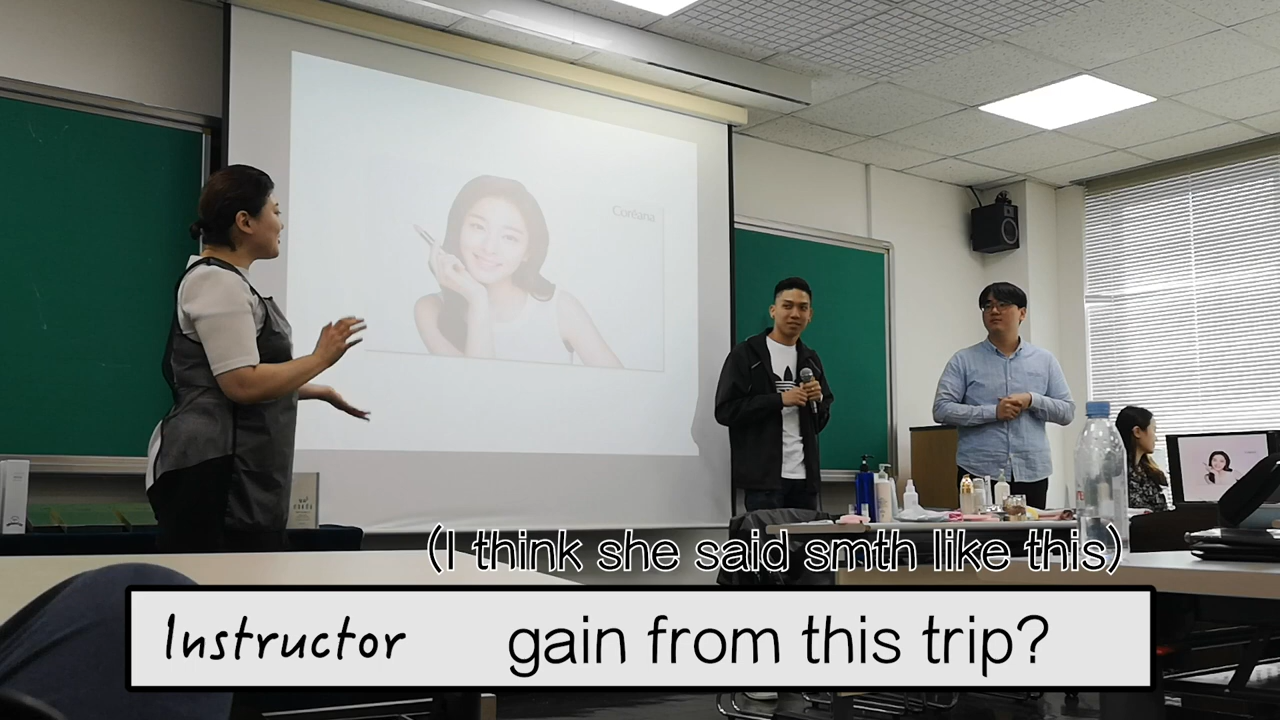 Coreana
(I think she said smth like this)
Instructor
gain from this trip?